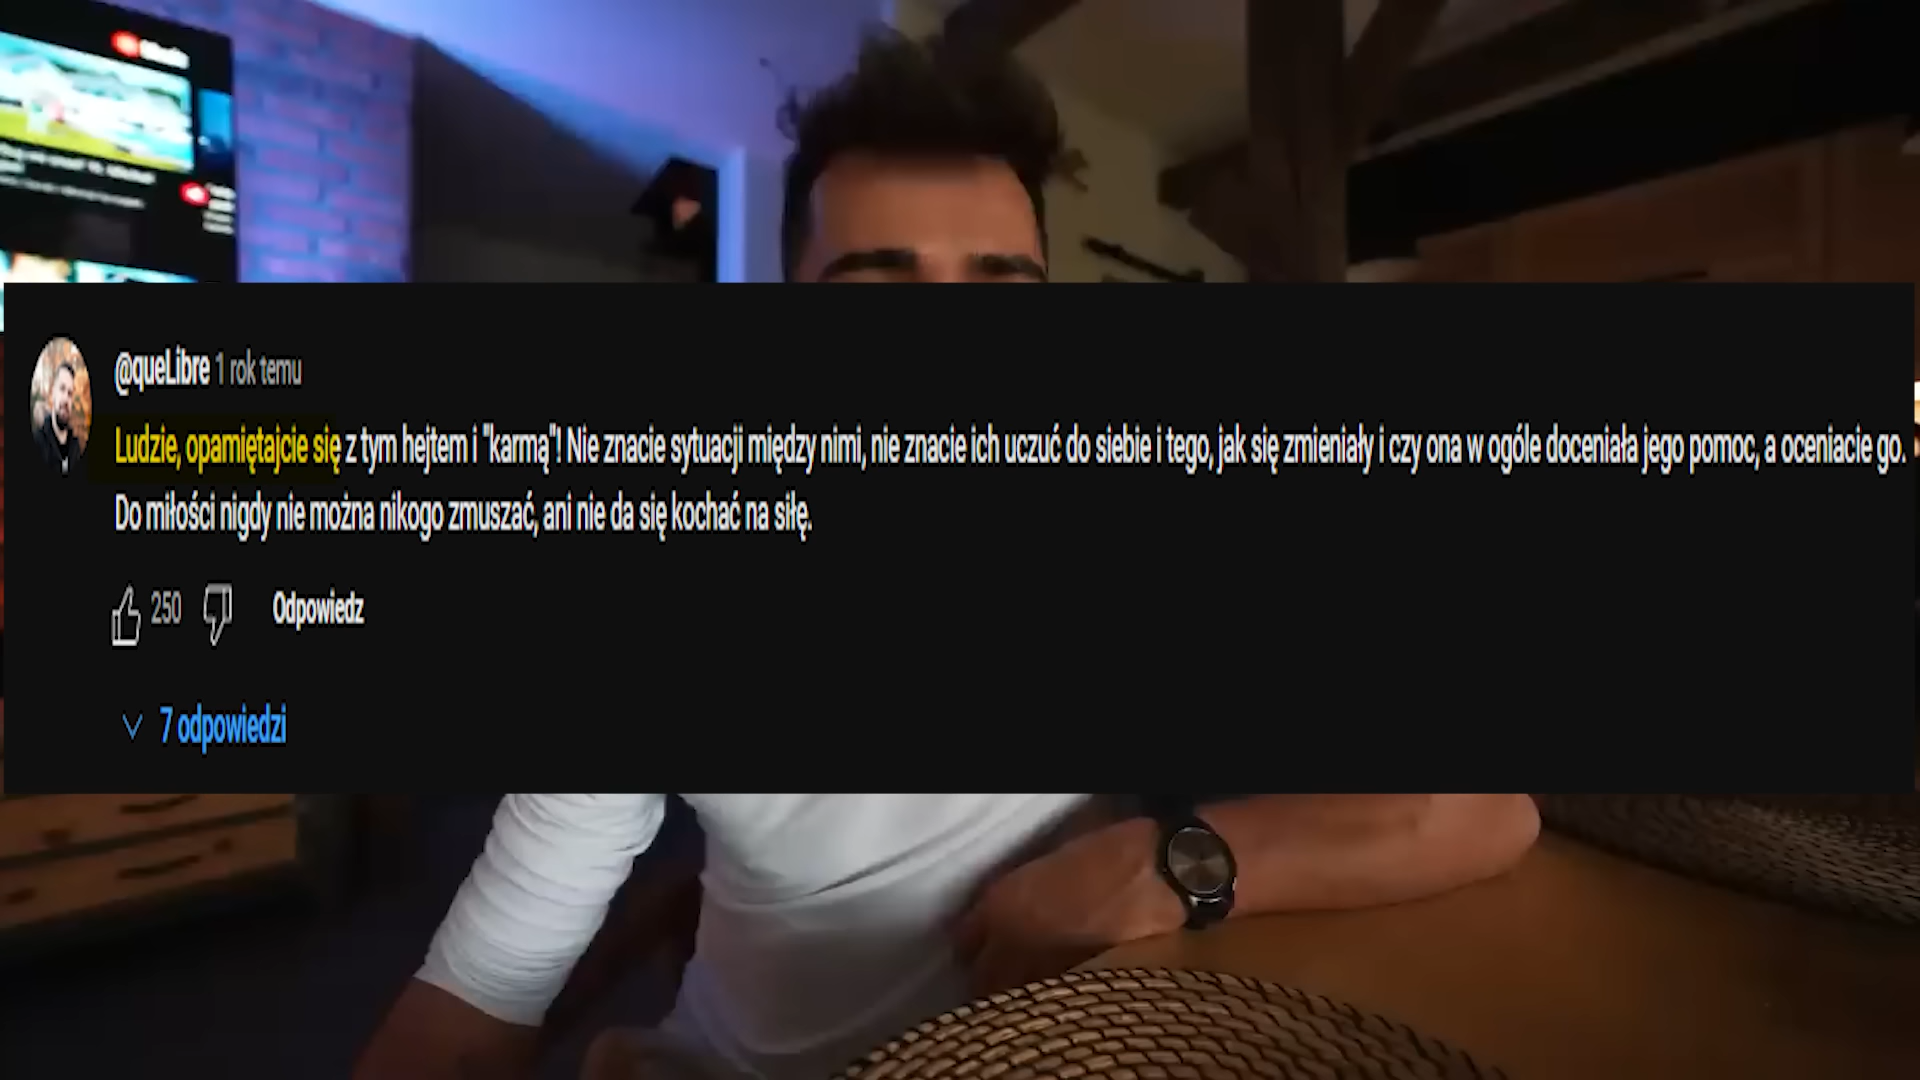 @queLibre 1 rok temu
Ludzie, opamiętajcie się z tym hejtem i "karmą"! Nie znacie sytuacji między nimi, nie znacie ich uczuć do siebie i tego, jak się zmieniały i czy ona w ogóle doceniała jego pomoc, a oceniacie go.
Do miłości nigdy nie można nikogo zmuszać, ani nie da się kochać na siłę.
250 Odpowiedz
7 odpowiedzi